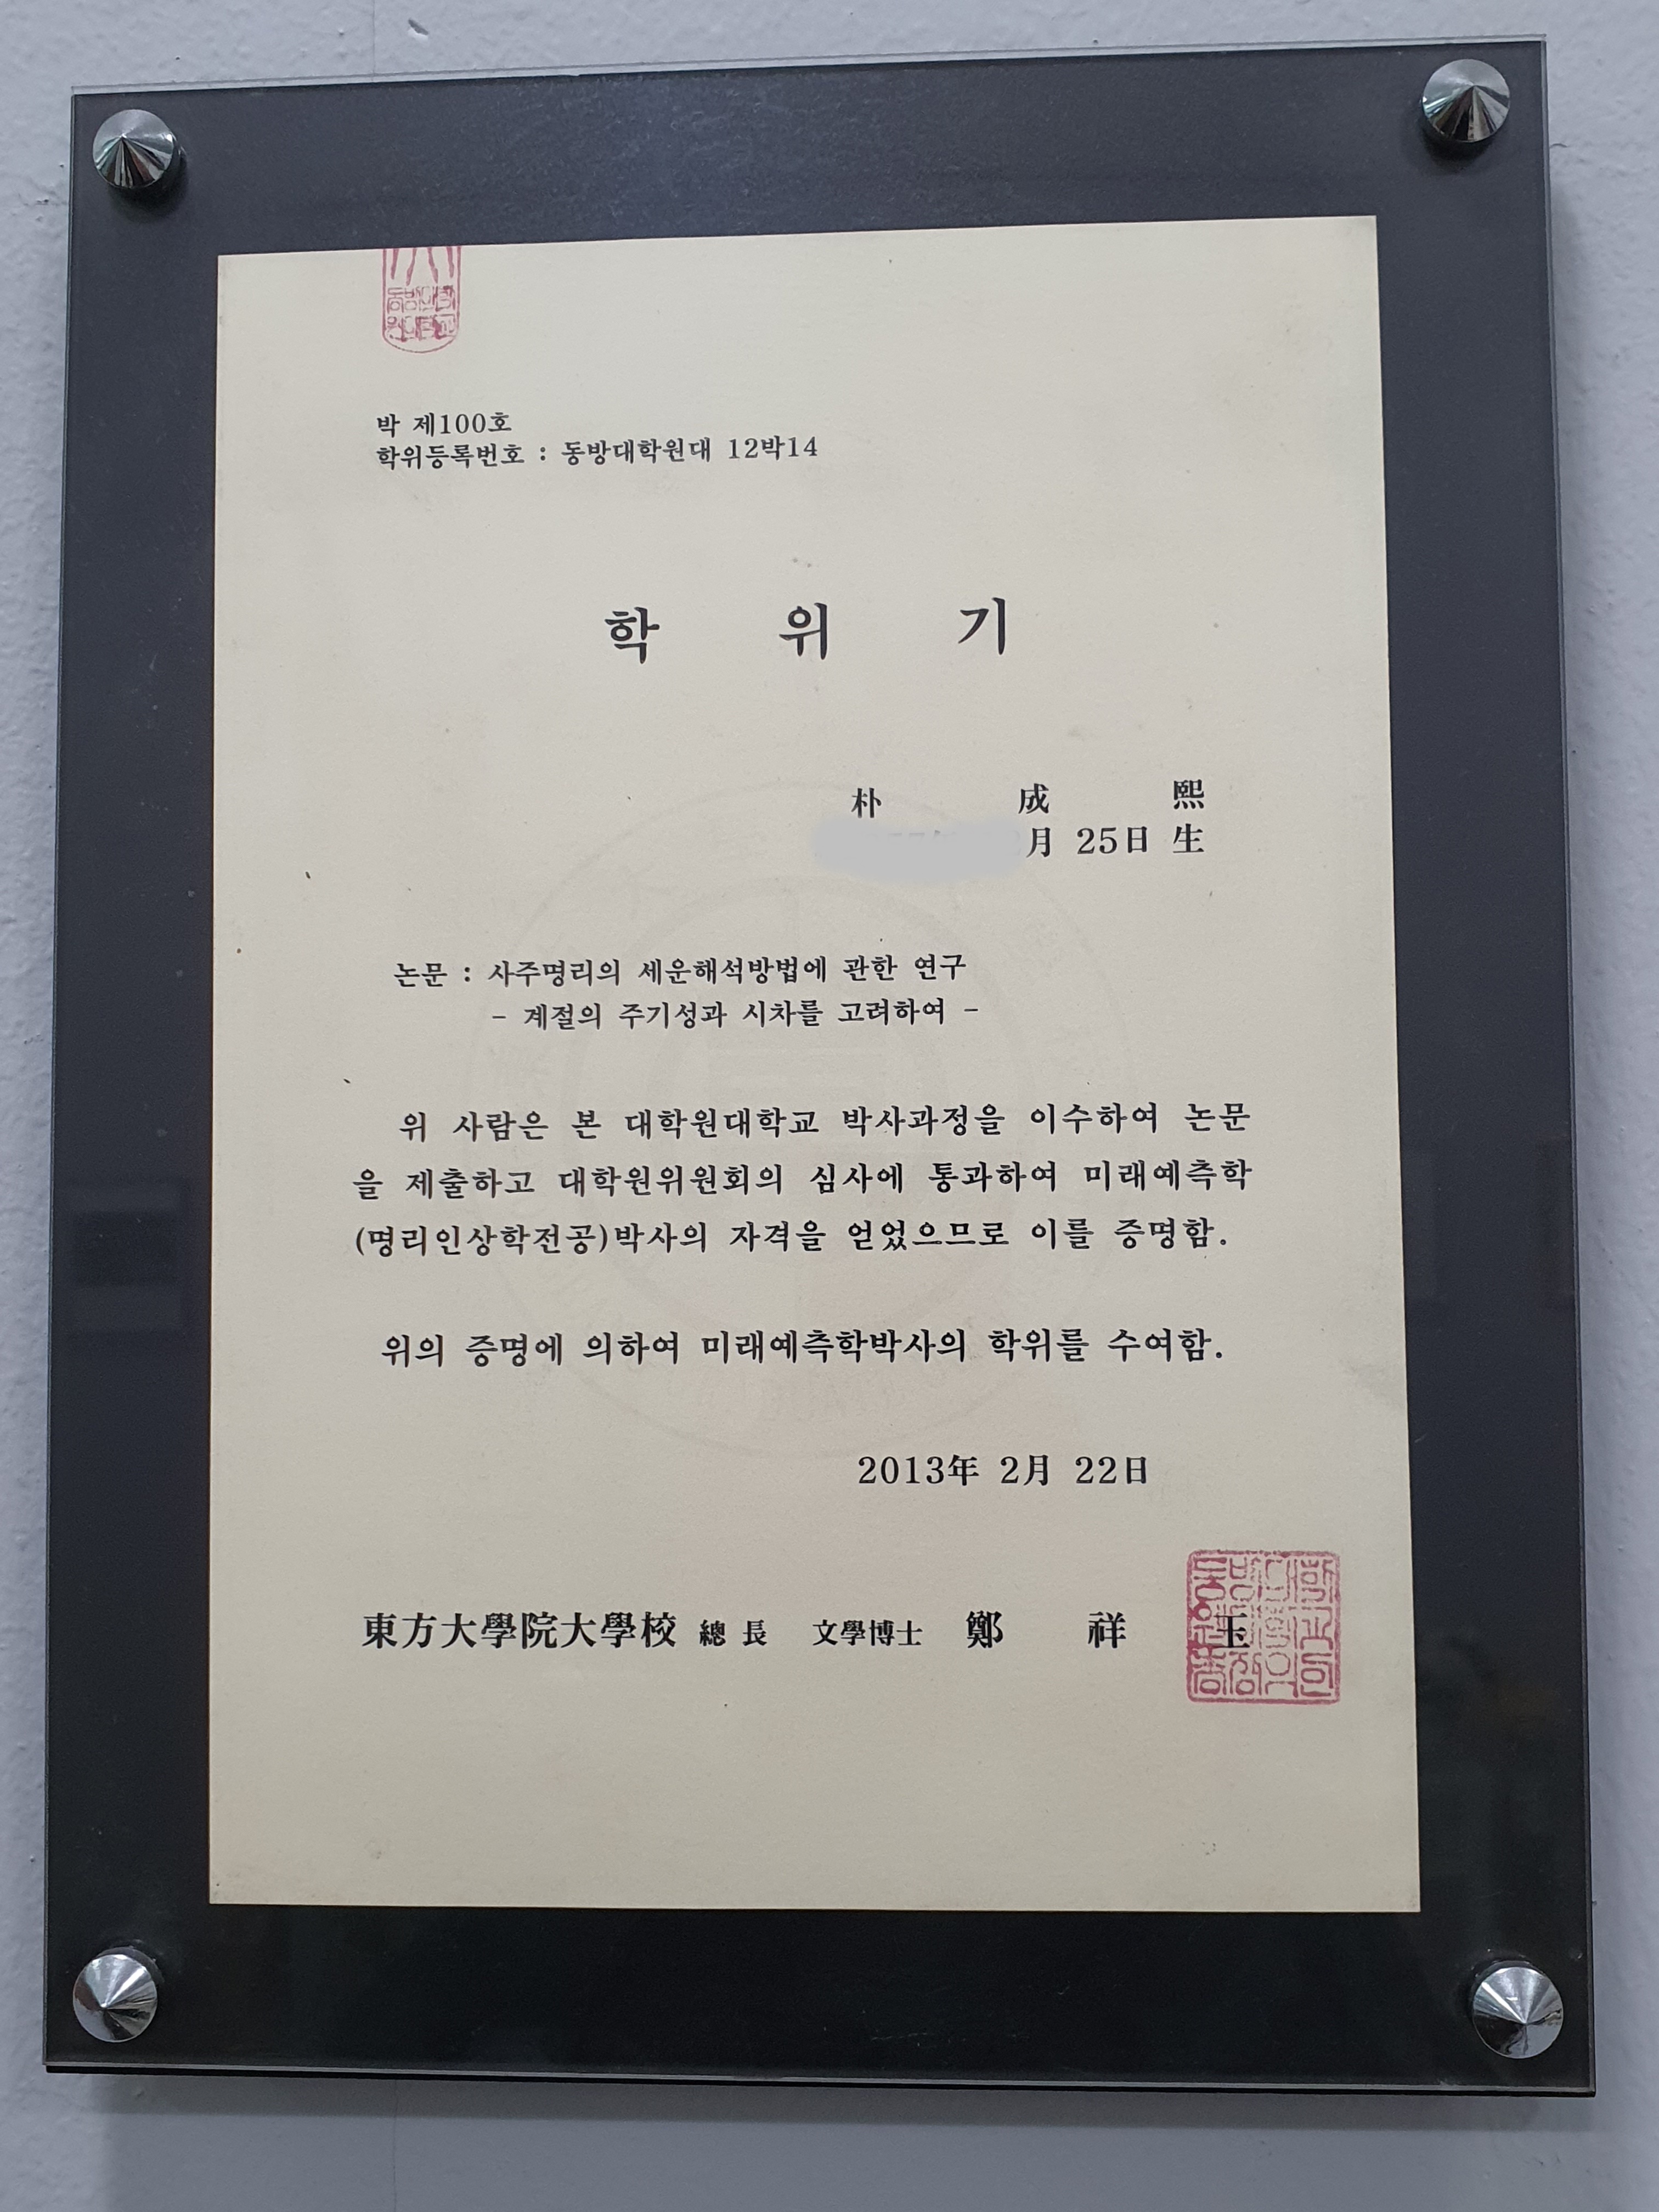 박 제100호
학위등록번호 : 동방대학원대 12박14
학 위 기
朴 成 熙
月 25日 生
논문 : 사주명리의 세운해석방법에 관한 연구
- 계절의 주기성과 시차를 고려하여 -
위 사람은 본 대학원대학교 박사과정을 이수하여 논문
을 제출하고 대학원위원회의 심사에 통과하여 미래예측학
(명리인상학전공)박사의 자격을 얻었으므로 이를 증명함.
위의 증명에 의하여 미래예측학박사의 학위를 수여함.
2013年 2月 22日
東方大學院大學校 總 長 文學博士 鄭 祥 玉